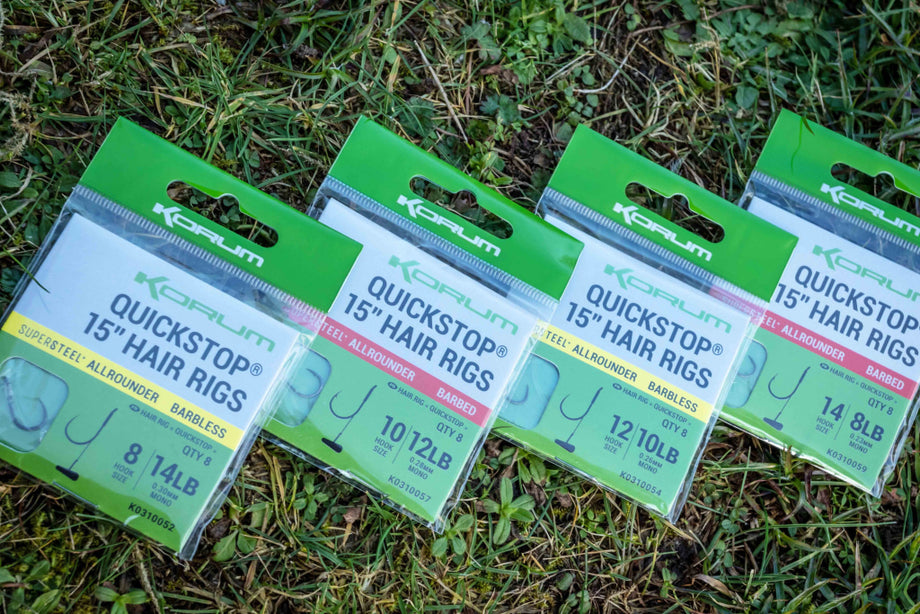 KORUM
KORUM
QUICKSTOP®
15" HAIR RIGS
SUPERSTEEL ALLROUNDER BARBLESS
HAIR RIG + QUICKSTOP
QTY 8
8
HOOK
SIZE
14LB
0.30MM
MONO
K0310052
KORUM
KORUM
QUICKSTOP®
15" HAIR RIGS
STEEL ALLROUNDER BARBED
HAIR RIG + QUICKSTOP
QTY 8
10
HOOK
SIZE
12LB
0.28MM
MONO
K0310057
KORUM
KORUM
QUICKSTOP®
15" HAIR RIGS
STEEL ALLROUNDER BARBLESS
HAIR RIG + QUICKSTOP
QTY 8
12
HOOK
SIZE
10LB
0.26MM
MONO
K0310054
KORUM
KORUM
QUICKSTOP®
15" HAIR RIGS
STEEL ALLROUNDER BARBED
HAIR RIG + QUICKSTOP
QTY 8
14
HOOK
SIZE
8LB
0.23MM
MONO
K0310059